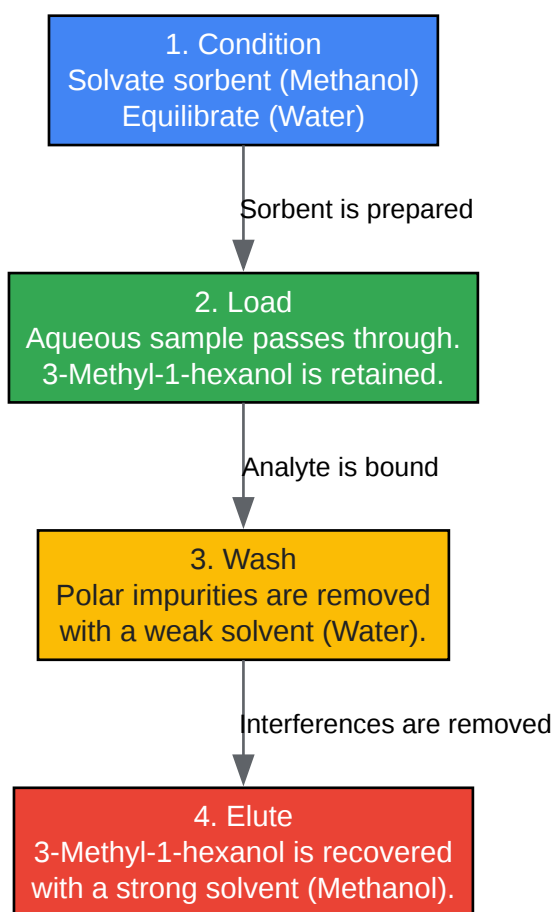 1. Condition
Solvate sorbent (Methanol)
Equilibrate (Water)
Sorbent is prepared
2. Load
Aqueous sample passes through.
3-Methyl-1-hexanol is retained.
Analyte is bound
3. Wash
Polar impurities are removed
with a weak solvent (Water).
Interferences are removed
4. Elute
3-Methyl-1-hexanol is recovered
with a strong solvent (Methanol).